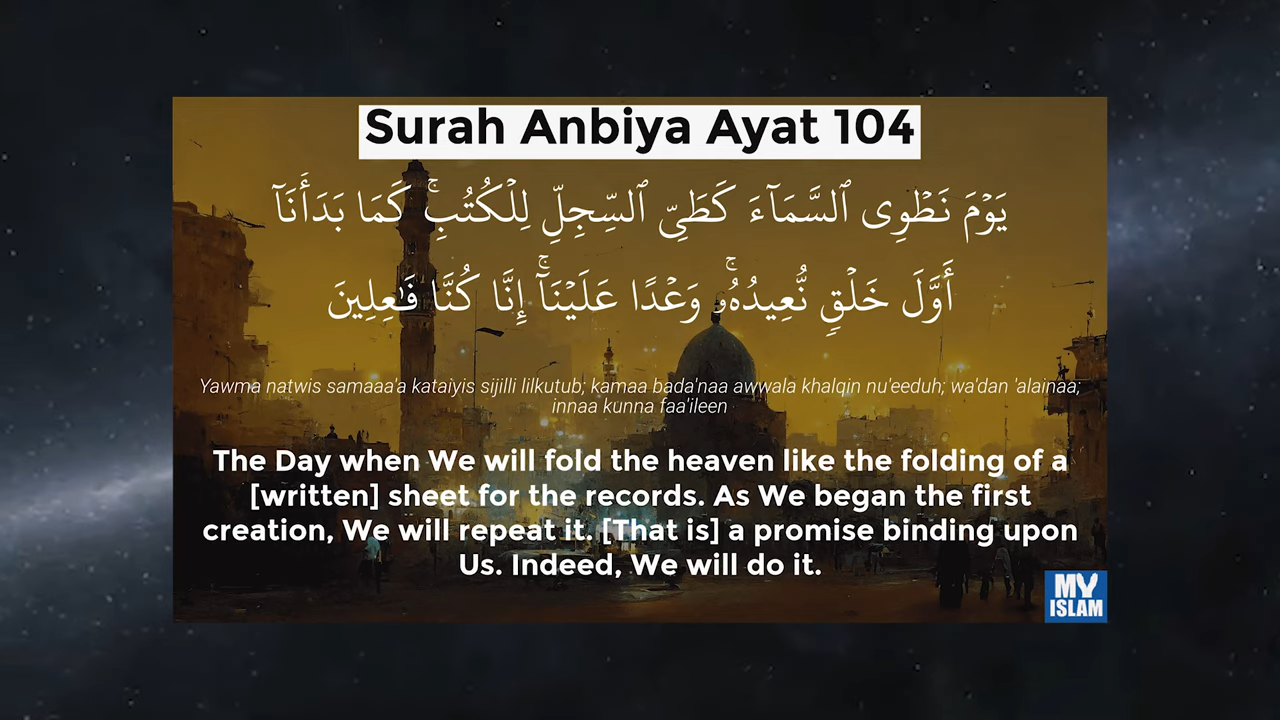 Surah Anbiya Ayat 104
يَوْمَ نَطْوِى ٱلسَّمَآءَ كَطَىِّ ٱلسِّجِلِّ لِلْكُتُبِ ۚ كَمَا بَدَأْنَآ
أَوَّلَ خَلْقٍۢ نُّعِيدُهُۥ ۚ وَعْدًا عَلَيْنَآ ۚ إِنَّا كُنَّا فَـٰعِلِينَ
Yawma natwis samaaa'a kataiyis sijilli lilkutub; kamaa bada'naa awwala khalqin nu'eeduh; wa'dan 'alainaa;
innaa kunna faa'ileen
The Day when We will fold the heaven like the folding of a
[written] sheet for the records. As We began the first
creation, We will repeat it. [That is] a promise binding upon
Us. Indeed, We will do it.
MY
ISLAM